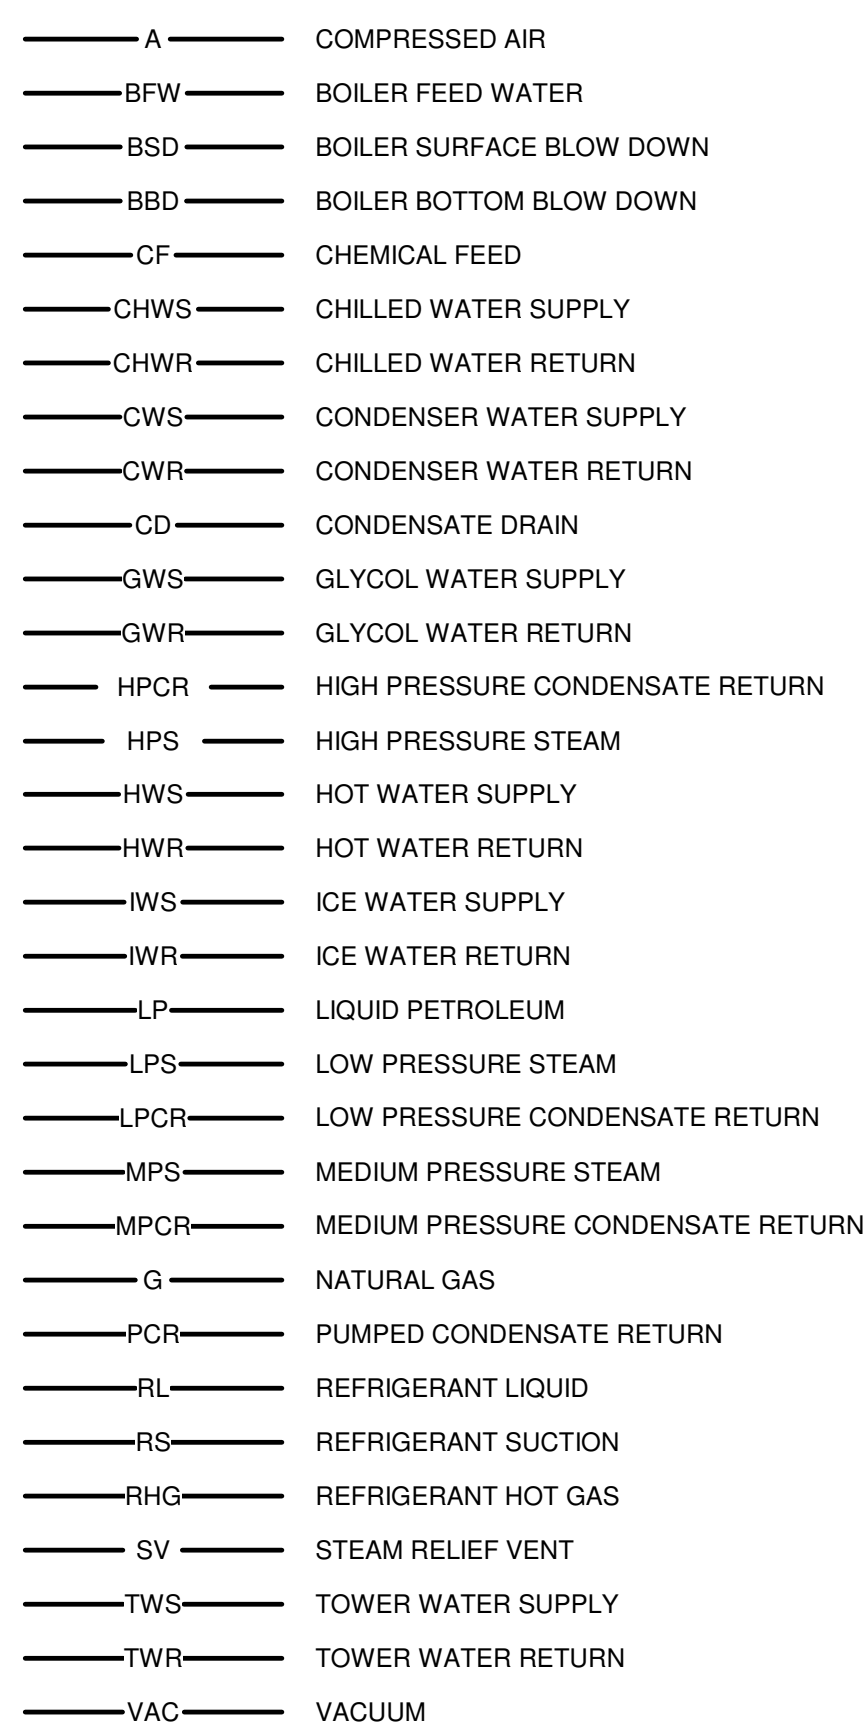 A COMPRESSED AIR
BFW BOILER FEED WATER
BSD BOILER SURFACE BLOW DOWN
BBD BOILER BOTTOM BLOW DOWN
CF CHEMICAL FEED
CHWS CHILLED WATER SUPPLY
CHWR CHILLED WATER RETURN
CWS CONDENSER WATER SUPPLY
CWR CONDENSER WATER RETURN
CD CONDENSATE DRAIN
GWS GLYCOL WATER SUPPLY
GWR GLYCOL WATER RETURN
HPCR HIGH PRESSURE CONDENSATE RETURN
HPS HIGH PRESSURE STEAM
HWS HOT WATER SUPPLY
HWR HOT WATER RETURN
IWS ICE WATER SUPPLY
IWR ICE WATER RETURN
LP LIQUID PETROLEUM
LPS LOW PRESSURE STEAM
LPCR LOW PRESSURE CONDENSATE RETURN
MPS MEDIUM PRESSURE STEAM
MPCR MEDIUM PRESSURE CONDENSATE RETURN
G NATURAL GAS
PCR PUMPED CONDENSATE RETURN
RL REFRIGERANT LIQUID
RS REFRIGERANT SUCTION
RHG REFRIGERANT HOT GAS
SV STEAM RELIEF VENT
TWS TOWER WATER SUPPLY
TWR TOWER WATER RETURN
VAC VACUUM